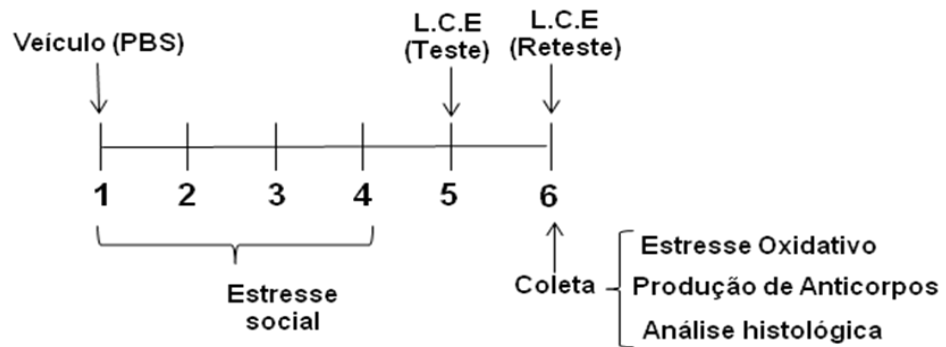 Veículo (PBS)
L.C.E
(Teste)
L.C.E
(Reteste)
1 2 3 4 5 6
Estresse
social
Coleta
Estresse Oxidativo
Produção de Anticorpos
Análise histológica